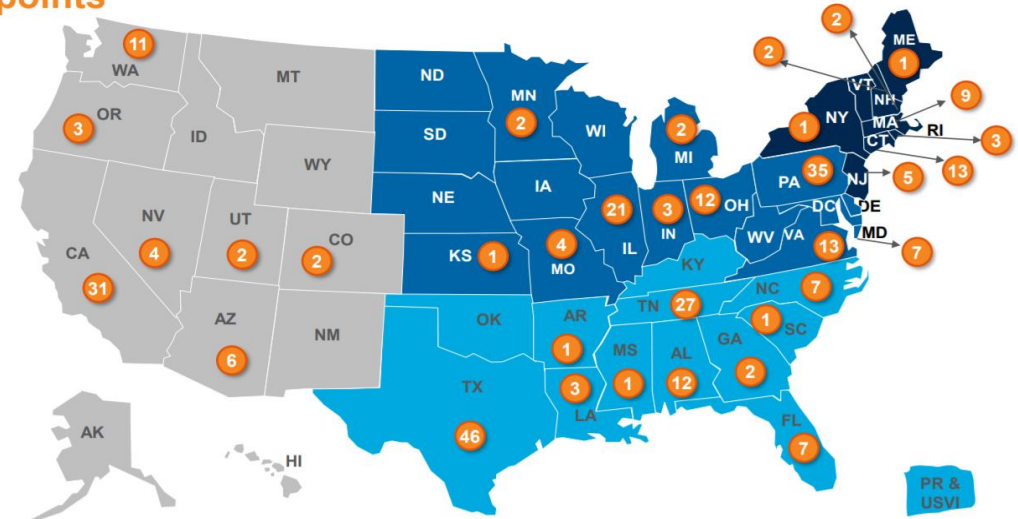 points
2
11
ME
2
1
WA
MT
ND
VT
MN
NH
9
OR
3
2
WI
2
1
NY
MA
RI
ID
SD
MI
CT
3
WY
PA
35
NJ
13
5
IA
NE
12
OH
DC
DE
NV
UT
21
3
IN
CO
KS
1
4
MO
IL
WV
VA
13
MD
7
CA
4
2
2
KY
31
NC
7
TN
27
AZ
NM
OK
AR
1
SC
GA
MS
AL
6
1
2
TX
3
1
12
LA
FL
46
7
AK
HI
PR &
USVI